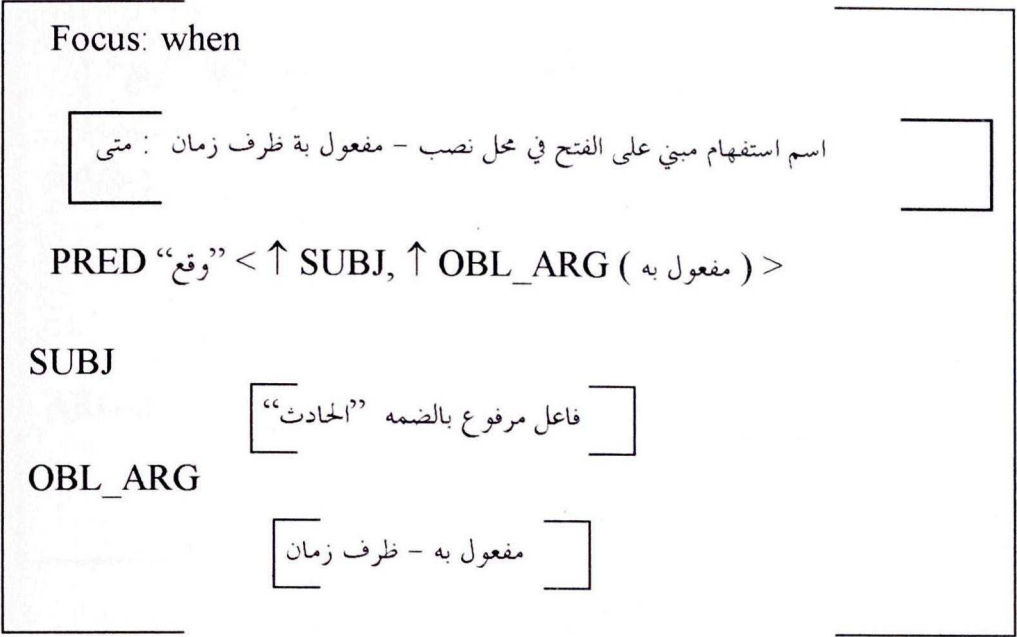 Focus: when
اسم استفهام مبني على الفتح في محل نصب – مفعول بة ظرف زمان : متى
PRED “وقع” < ↑ SUBJ, ↑ OBL_ARG ( مفعول به ) >
SUBJ
فاعل مرفوع بالضمه “الحادث”
OBL_ARG
مفعول به – ظرف زمان